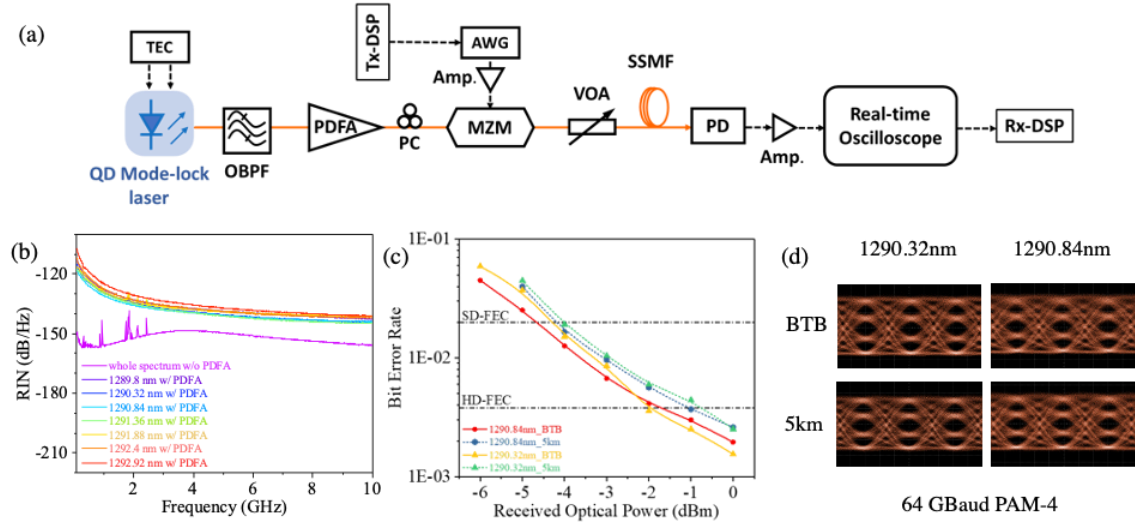 (a)
TEC
QD Mode-lock
laser
OBPF
PDFA
PC
Tx-DSP
AWG
Amp.
MZM
VOA
SSMF
PD
Amp.
Real-time
Oscilloscope
Rx-DSP
(b)
RIN (dB/Hz)
-120
-150
-180
-210
whole spectrum w/o PDFA
1289.8 nm w/ PDFA
1290.32 nm w/ PDFA
1290.84 nm w/ PDFA
1291.36 nm w/ PDFA
1291.88 nm w/ PDFA
1292.4 nm w/ PDFA
1292.92 nm w/ PDFA
2 4 6 8 10
Frequency (GHz)
(c)
Bit Error Rate
1E-01
1E-02
1E-03
SD-FEC
HD-FEC
1290.84nm_BTB
1290.84nm_5km
1290.32nm_BTB
1290.32nm_5km
-6 -5 -4 -3 -2 -1 0
Received Optical Power (dBm)
(d)
1290.32nm 1290.84nm
BTB
5km
64 GBaud PAM-4